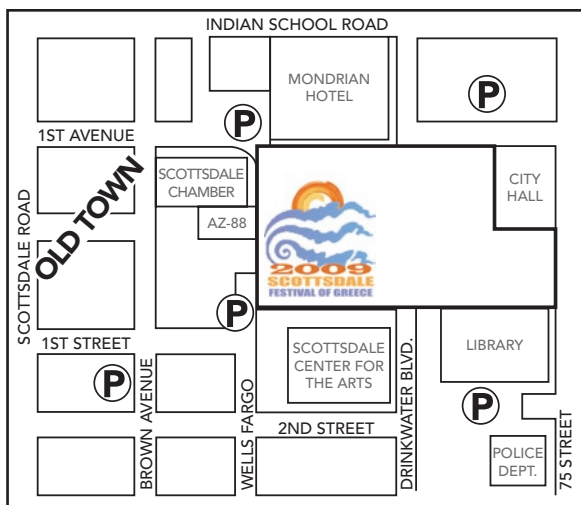 INDIAN SCHOOL ROAD
MONDRIAN
HOTEL
P
P
1ST AVENUE
OLD TOWN
SCOTTSDALE
CHAMBER
CITY
HALL
AZ-88
SCOTTSDALE ROAD
2009
SCOTTSDALE
FESTIVAL OF GREECE
P
1ST STREET
SCOTTSDALE
CENTER FOR
THE ARTS
LIBRARY
P
P
BROWN AVENUE
WELLS FARGO
2ND STREET
DRINKWATER BLVD.
POLICE
DEPT.
75 STREET